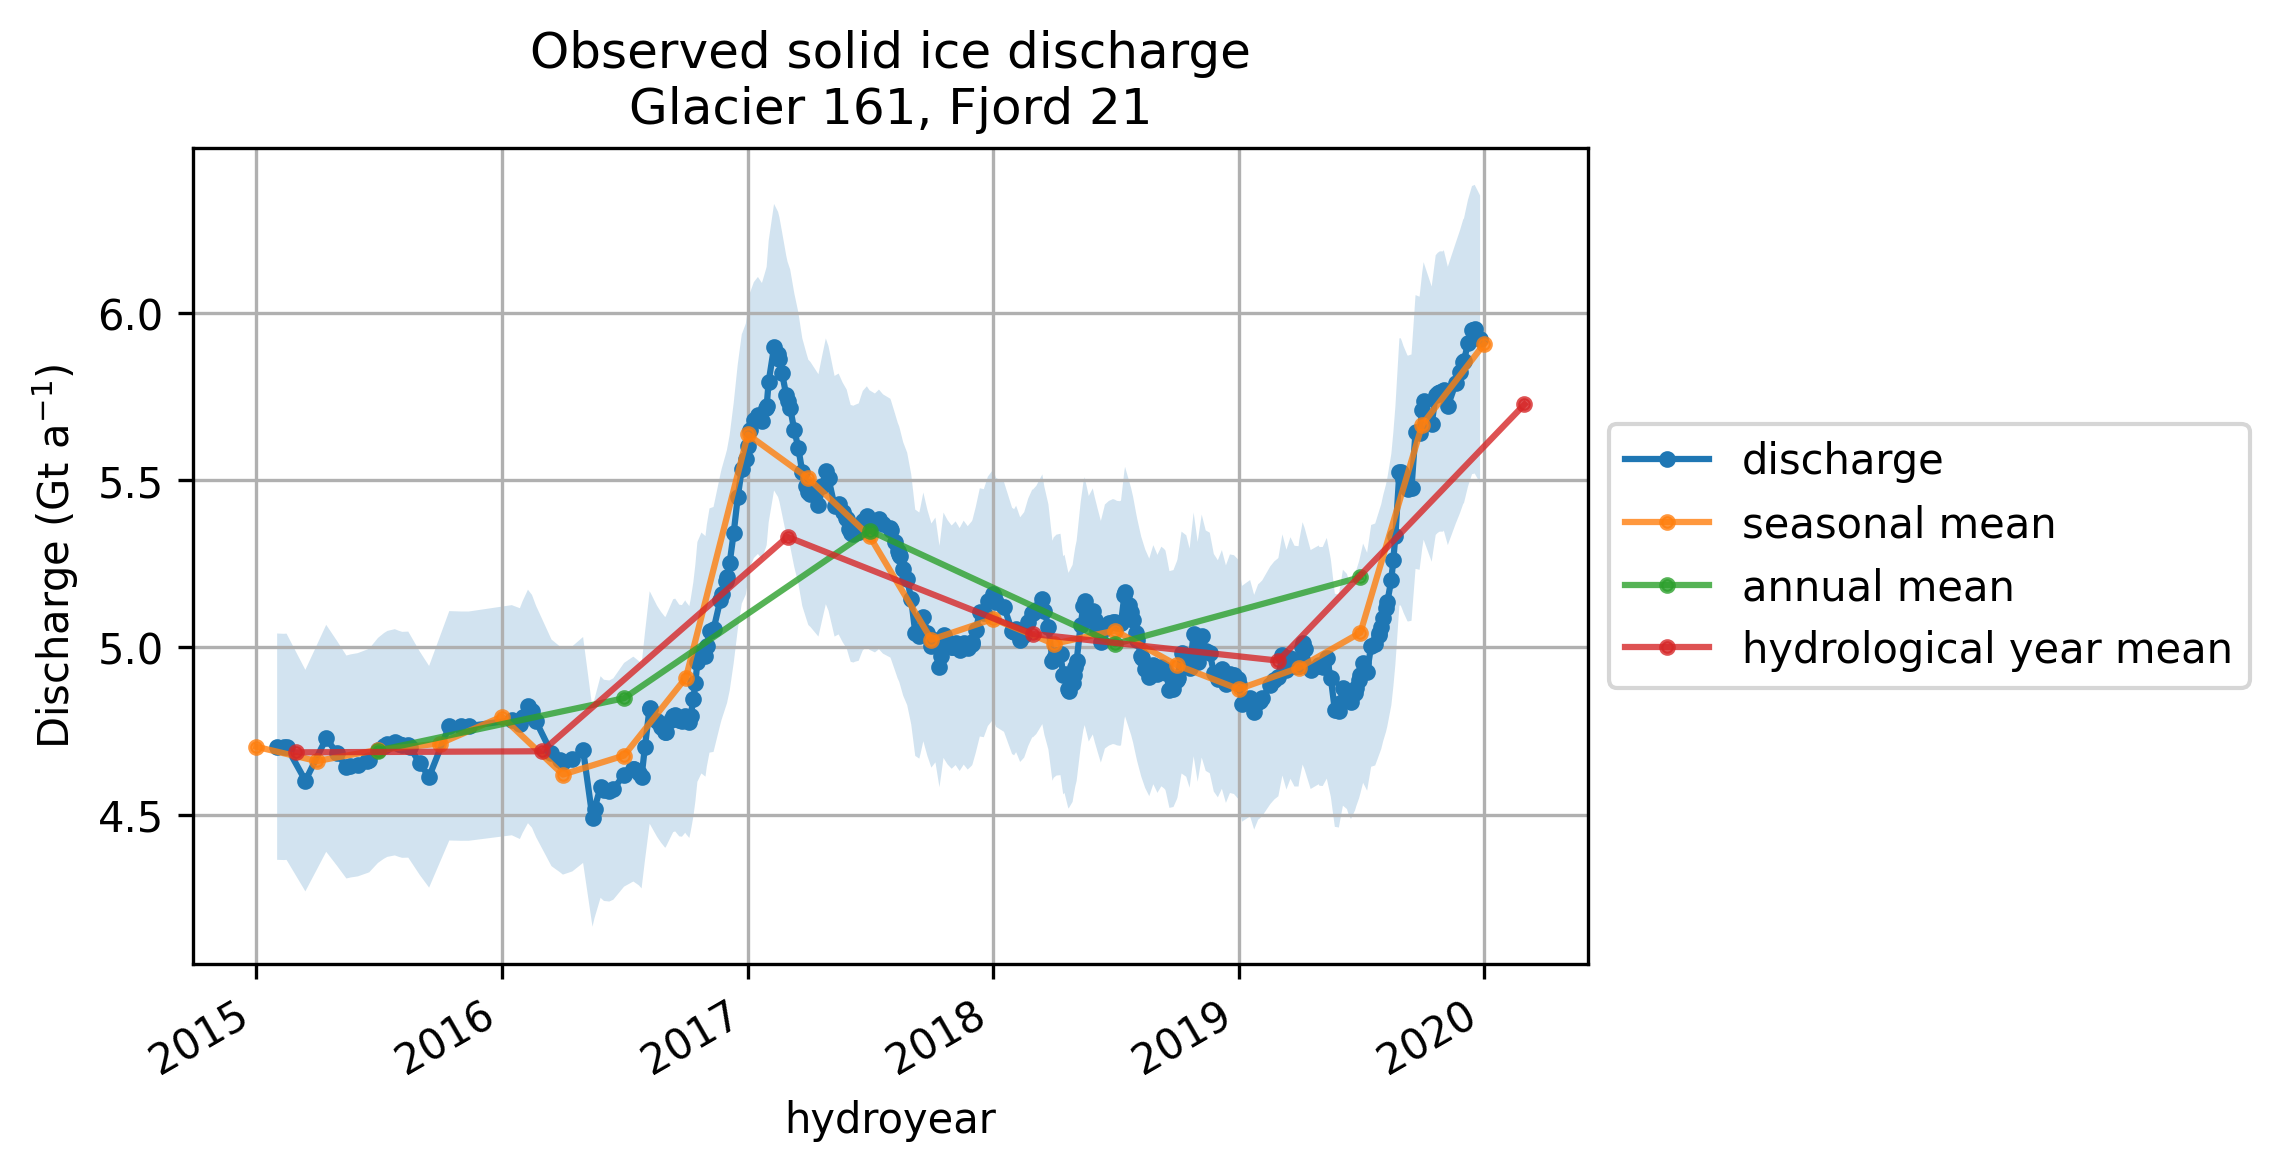 Observed solid ice discharge
Glacier 161, Fjord 21
Discharge (Gt a⁻¹)
6.0
5.5
5.0
4.5
2015
2016
2017
2018
2019
2020
hydroyear
discharge
seasonal mean
annual mean
hydrological year mean